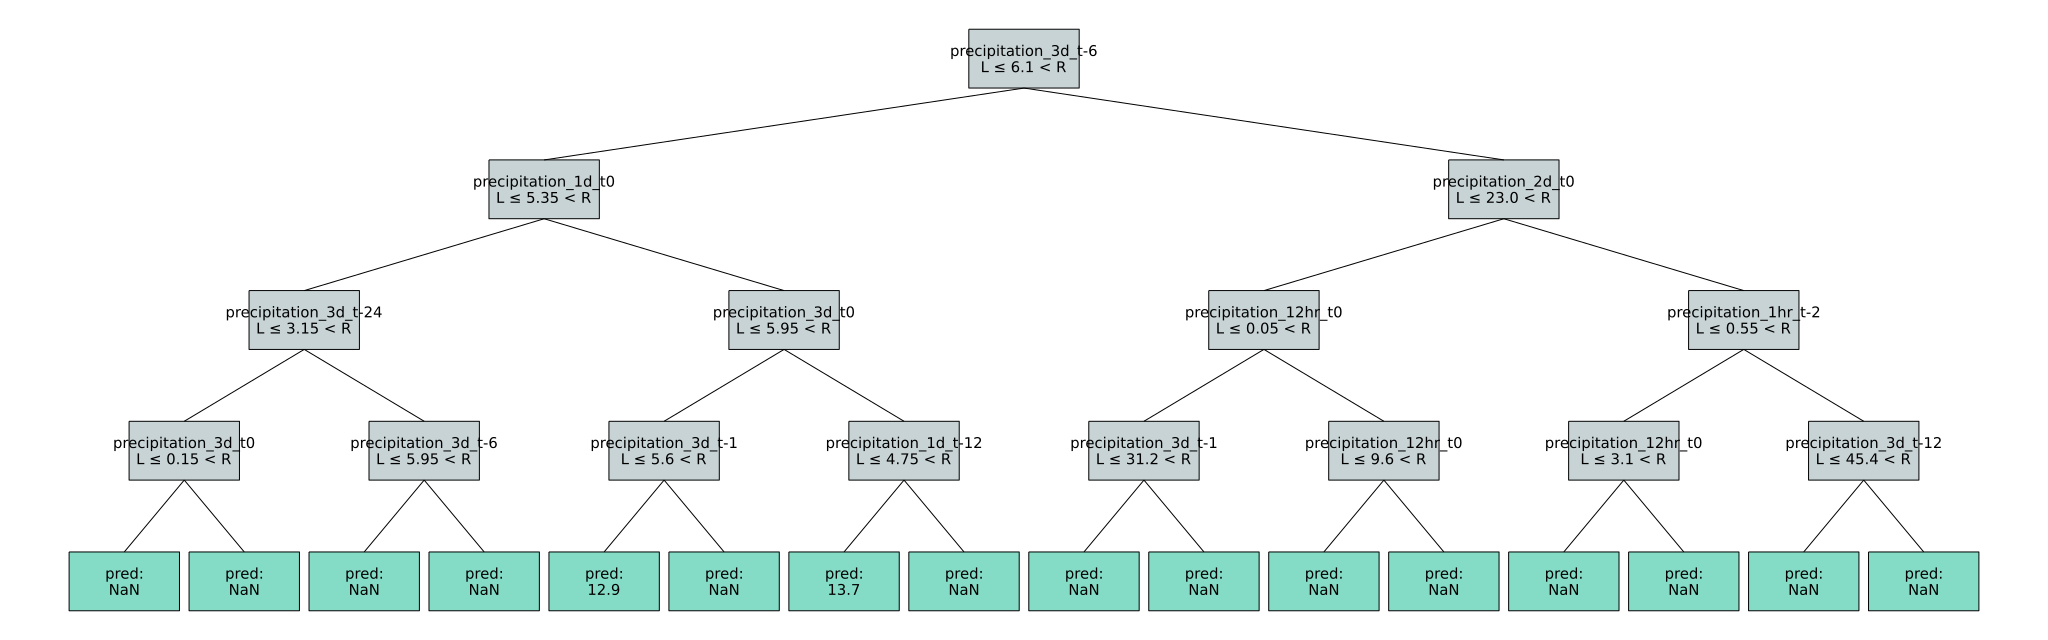 precipitation_3d_t-6
L ≤ 6.1 < R
precipitation_1d_t0
L ≤ 5.35 < R
precipitation_2d_t0
L ≤ 23.0 < R
precipitation_3d_t-24
L ≤ 3.15 < R
precipitation_3d_t0
L ≤ 5.95 < R
precipitation_12hr_t0
L ≤ 0.05 < R
precipitation_1hr_t-2
L ≤ 0.55 < R
precipitation_3d_t0
L ≤ 0.15 < R
precipitation_3d_t-6
L ≤ 5.95 < R
precipitation_3d_t-1
L ≤ 5.6 < R
precipitation_1d_t-12
L ≤ 4.75 < R
precipitation_3d_t-1
L ≤ 31.2 < R
precipitation_12hr_t0
L ≤ 9.6 < R
precipitation_12hr_t0
L ≤ 3.1 < R
precipitation_3d_t-12
L ≤ 45.4 < R
pred:
NaN
pred:
NaN
pred:
NaN
pred:
NaN
pred:
12.9
pred:
NaN
pred:
13.7
pred:
NaN
pred:
NaN
pred:
NaN
pred:
NaN
pred:
NaN
pred:
NaN
pred:
NaN
pred:
NaN
pred:
NaN